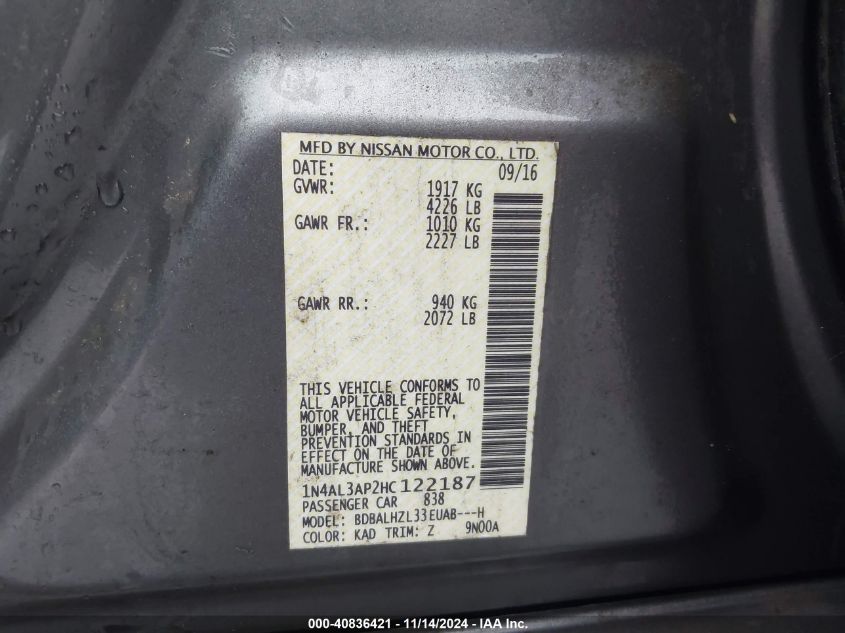 MFD BY NISSAN MOTOR CO., LTD.
DATE: 09/16
GVWR: 1917 KG
4226 LB
GAWR FR.: 1010 KG
2227 LB
GAWR RR.: 940 KG
2072 LB
THIS VEHICLE CONFORMS TO
ALL APPLICABLE FEDERAL
MOTOR VEHICLE SAFETY,
BUMPER, AND THEFT
PREVENTION STANDARDS IN
EFFECT ON THE DATE OF
MANUFACTURE SHOWN ABOVE.
1N4AL3AP2HC122187
PASSENGER CAR 838
MODEL: BDBALHZL33EUAB---H
COLOR: KAD TRIM: Z 9N00A
000-40836421 - 11/14/2024 - IAA Inc.